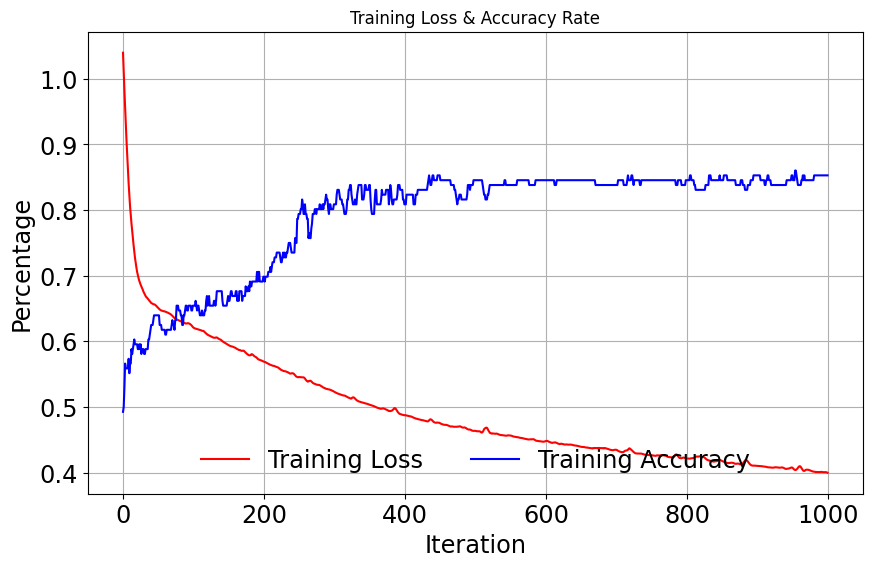 Training Loss & Accuracy Rate
1.0
0.9
0.8
0.7
0.6
0.5
0.4
Percentage
Training Loss
Training Accuracy
0 200 400 600 800 1000
Iteration